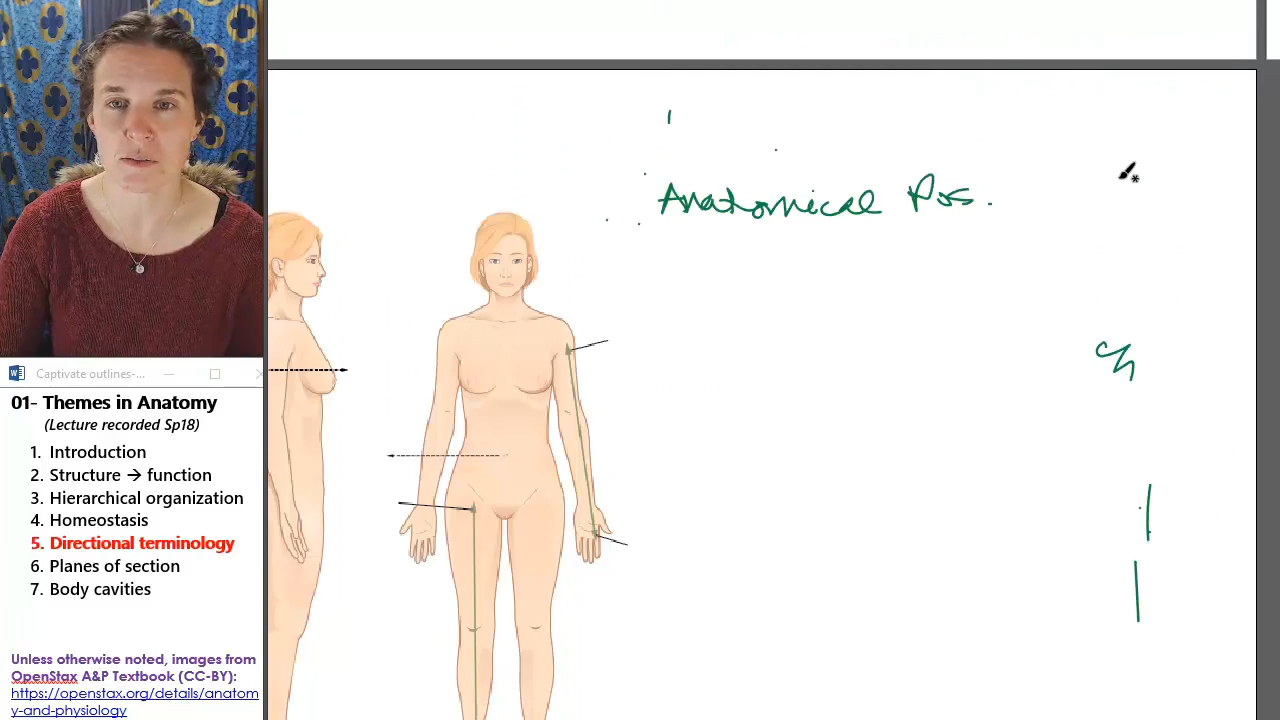 Anatomical Pos.
Captivate outlines-...
01- Themes in Anatomy
(Lecture recorded Sp18)
1. Introduction
2. Structure → function
3. Hierarchical organization
4. Homeostasis
5. Directional terminology
6. Planes of section
7. Body cavities
Unless otherwise noted, images from
OpenStax A&P Textbook (CC-BY):
https://openstax.org/details/anatom
y-and-physiology